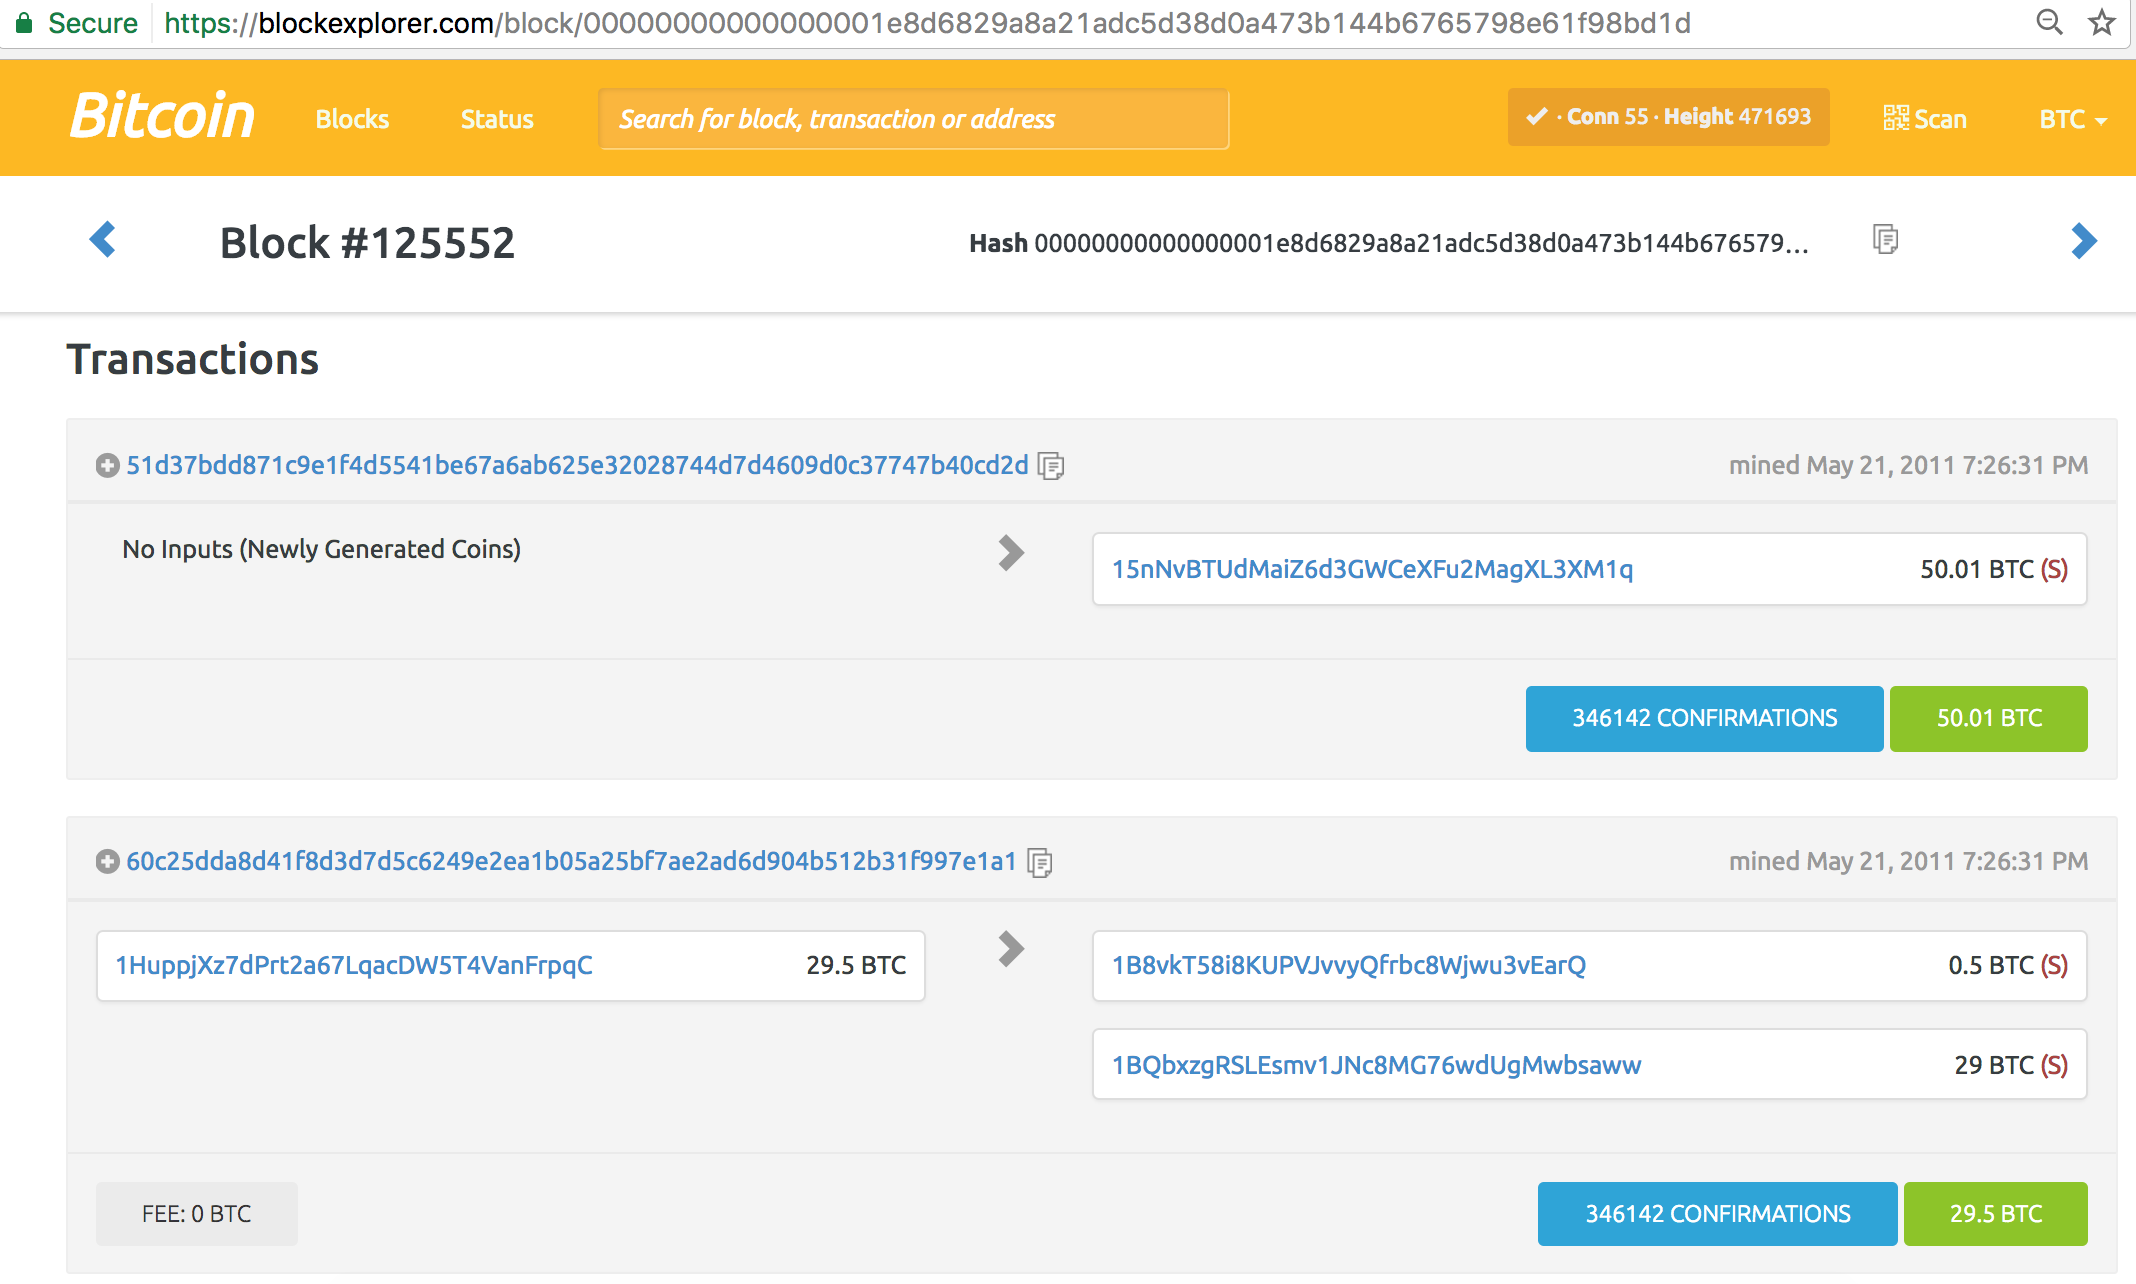 Secure https://blockexplorer.com/block/00000000000000001e8d6829a8a21adc5d38d0a473b144b6765798e61f98bd1d
Bitcoin Blocks Status Search for block, transaction or address · Conn 55 · Height 471693 Scan BTC
Block #125552 Hash 00000000000000001e8d6829a8a21adc5d38d0a473b144b676579...
Transactions
51d37bdd871c9e1f4d5541be67a6ab625e32028744d7d4609d0c37747b40cd2d mined May 21, 2011 7:26:31 PM
No Inputs (Newly Generated Coins) 15nNvBTUdMaiZ6d3GWCeXFu2MagXL3XM1q 50.01 BTC (S)
346142 CONFIRMATIONS 50.01 BTC
60c25dda8d41f8d3d7d5c6249e2ea1b05a25bf7ae2ad6d904b512b31f997e1a1 mined May 21, 2011 7:26:31 PM
1HuppjXz7dPrt2a67LqacDW5T4VanFrpqC 29.5 BTC 1B8vkT58i8KUPVJvvyQfrbc8Wjwu3vEarQ 0.5 BTC (S)
1BQbxzgRSLEsmv1JNc8MG76wdUgMwbsaww 29 BTC (S)
FEE: 0 BTC 346142 CONFIRMATIONS 29.5 BTC